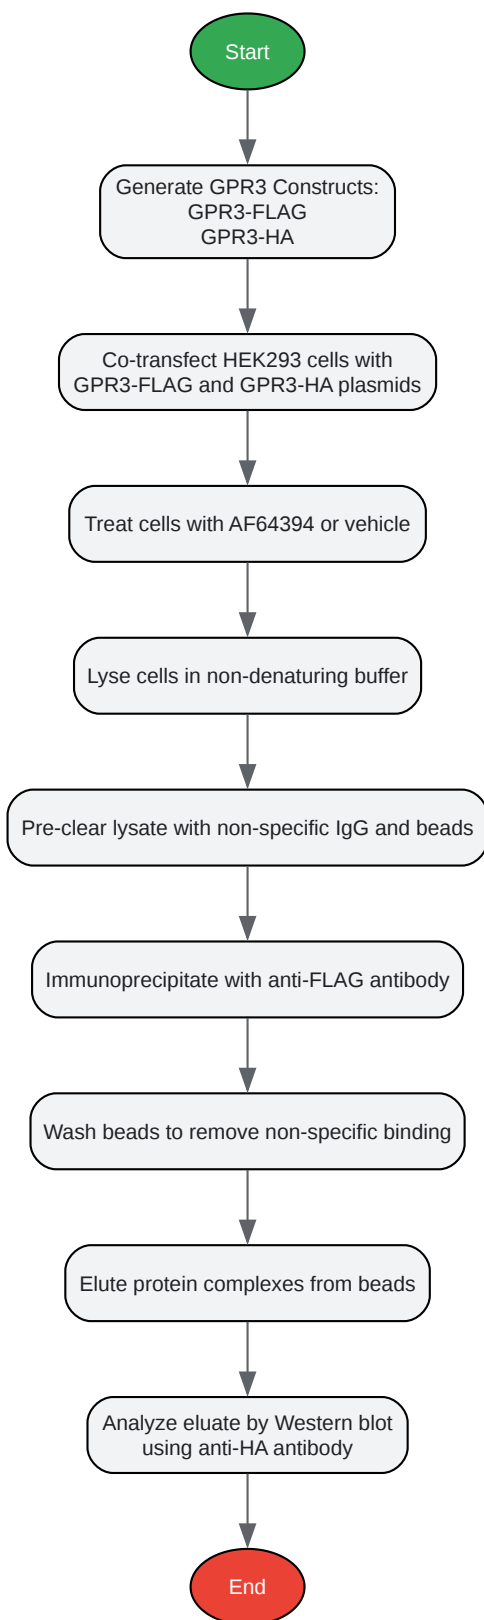 Start
Generate GPR3 Constructs:
GPR3-FLAG
GPR3-HA
Co-transfect HEK293 cells with
GPR3-FLAG and GPR3-HA plasmids
Treat cells with AF64394 or vehicle
Lyse cells in non-denaturing buffer
Pre-clear lysate with non-specific IgG and beads
Immunoprecipitate with anti-FLAG antibody
Wash beads to remove non-specific binding
Elute protein complexes from beads
Analyze eluate by Western blot
using anti-HA antibody
End